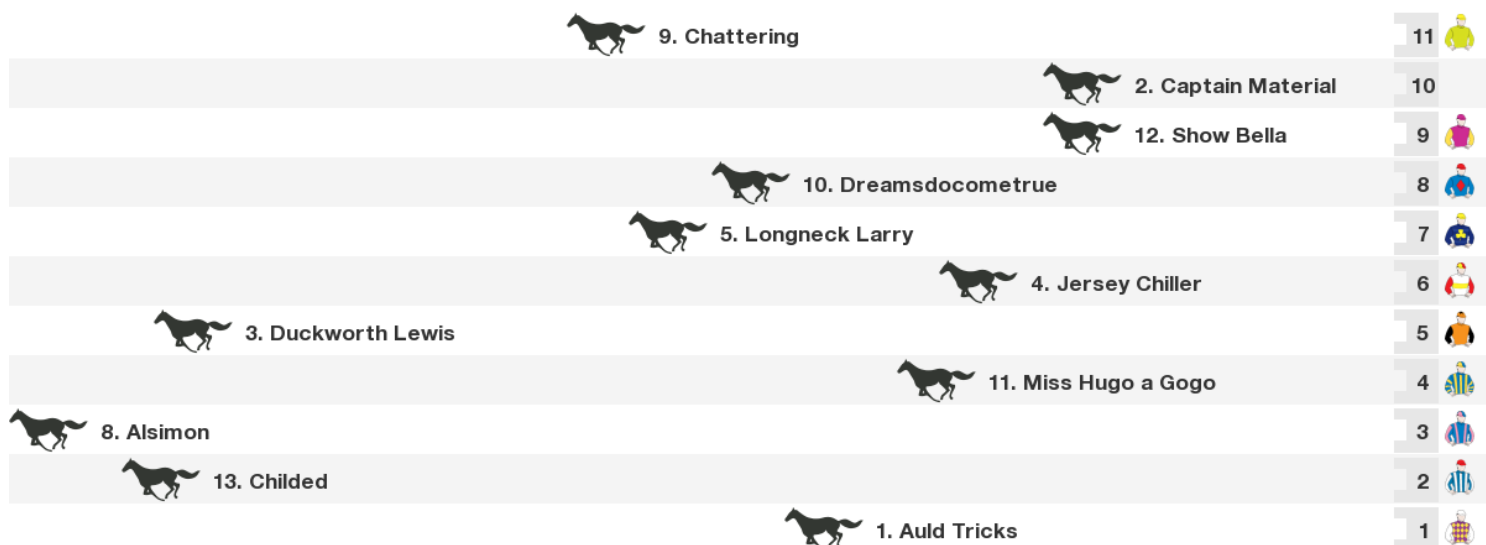 9. Chattering 11
2. Captain Material 10
12. Show Bella 9
10. Dreamsdocometrue 8
5. Longneck Larry 7
4. Jersey Chiller 6
3. Duckworth Lewis 5
11. Miss Hugo a Gogo 4
8. Alsimon 3
13. Childed 2
1. Auld Tricks 1